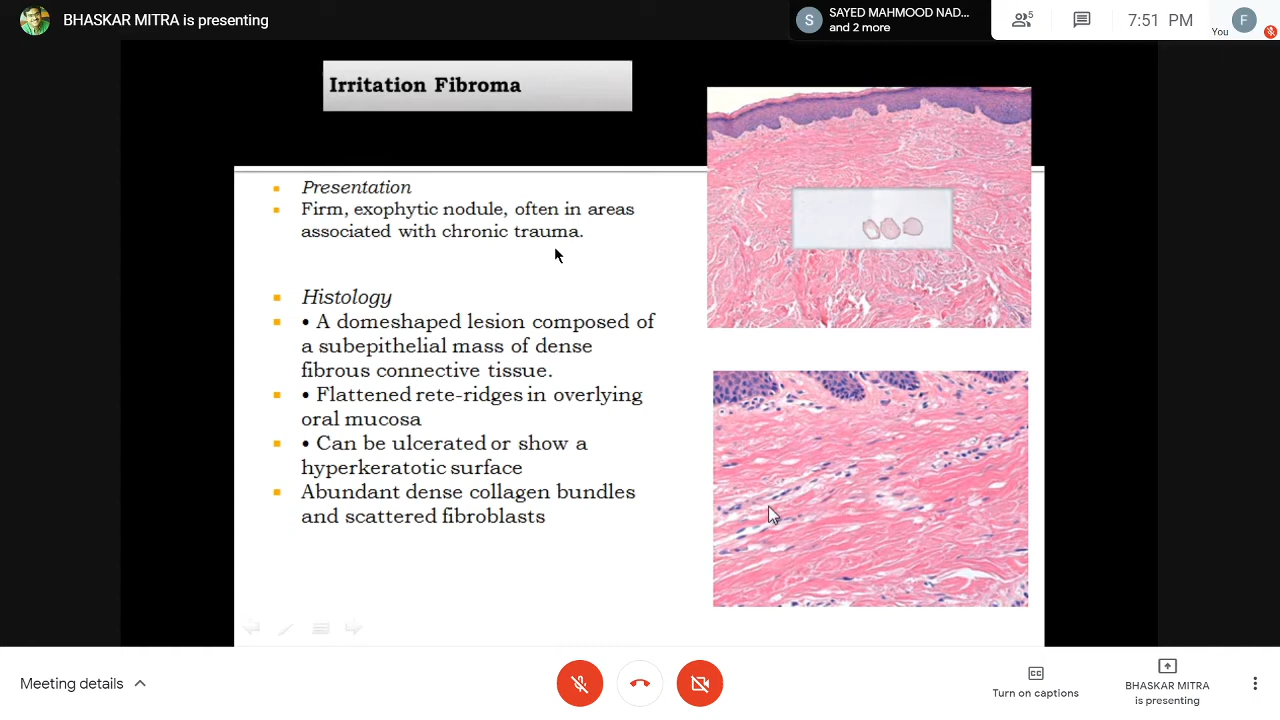 BHASKAR MITRA is presenting
S
SAYED MAHMOOD NAD...
and 2 more
5
7:51 PM
You
F
Irritation Fibroma
Presentation
Firm, exophytic nodule, often in areas
associated with chronic trauma.
Histology
• A domeshaped lesion composed of
a subepithelial mass of dense
fibrous connective tissue.
• Flattened rete-ridges in overlying
oral mucosa
• Can be ulcerated or show a
hyperkeratotic surface
Abundant dense collagen bundles
and scattered fibroblasts
Meeting details
CC
Turn on captions
BHASKAR MITRA
is presenting